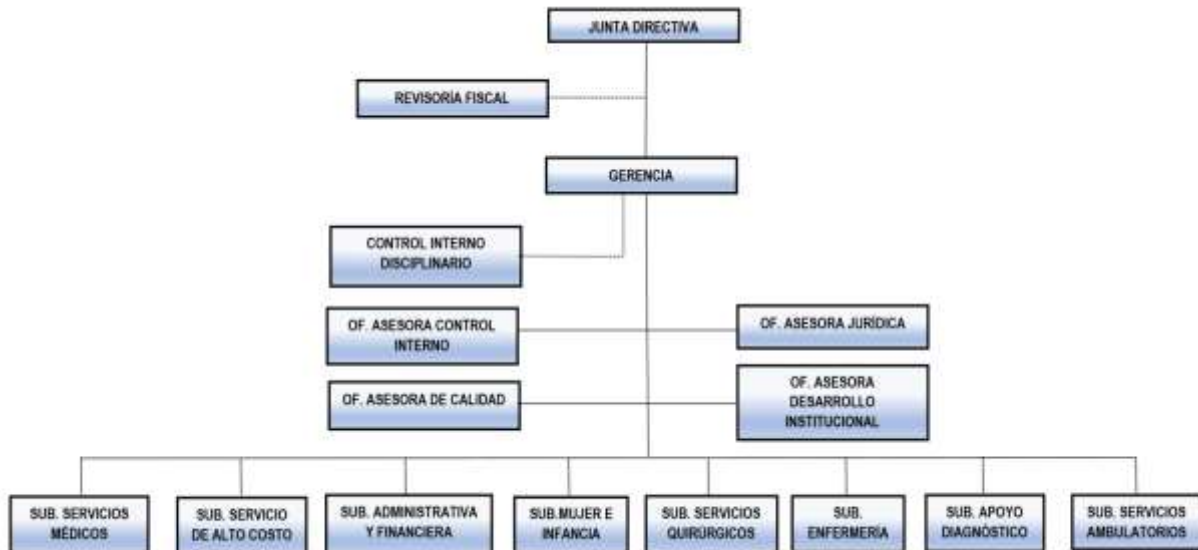 JUNTA DIRECTIVA
REVISORÍA FISCAL
GERENCIA
CONTROL INTERNO
DISCIPLINARIO
OF. ASESORA CONTROL
INTERNO
OF. ASESORA JURÍDICA
OF. ASESORA DE CALIDAD
OF. ASESORA
DESARROLLO
INSTITUCIONAL
SUB. SERVICIOS
MÉDICOS
SUB. SERVICIO
DE ALTO COSTO
SUB. ADMINISTRATIVA
Y FINANCIERA
SUB.MUJER E
INFANCIA
SUB. SERVICIOS
QUIRÚRGICOS
SUB.
ENFERMERÍA
SUB. APOYO
DIAGNÓSTICO
SUB. SERVICIOS
AMBULATORIOS